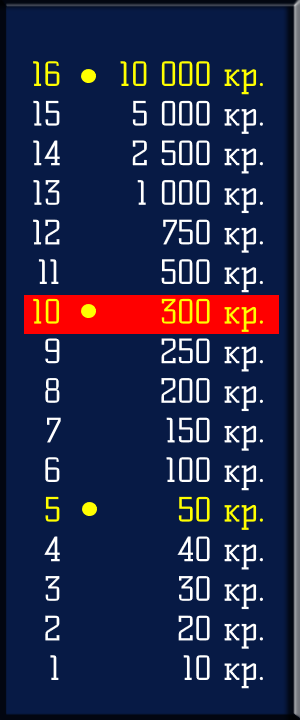 16 • 10 000 кр.
15 5 000 кр.
14 2 500 кр.
13 1 000 кр.
12 750 кр.
11 500 кр.
10 • 300 кр.
9 250 кр.
8 200 кр.
7 150 кр.
6 100 кр.
5 • 50 кр.
4 40 кр.
3 30 кр.
2 20 кр.
1 10 кр.